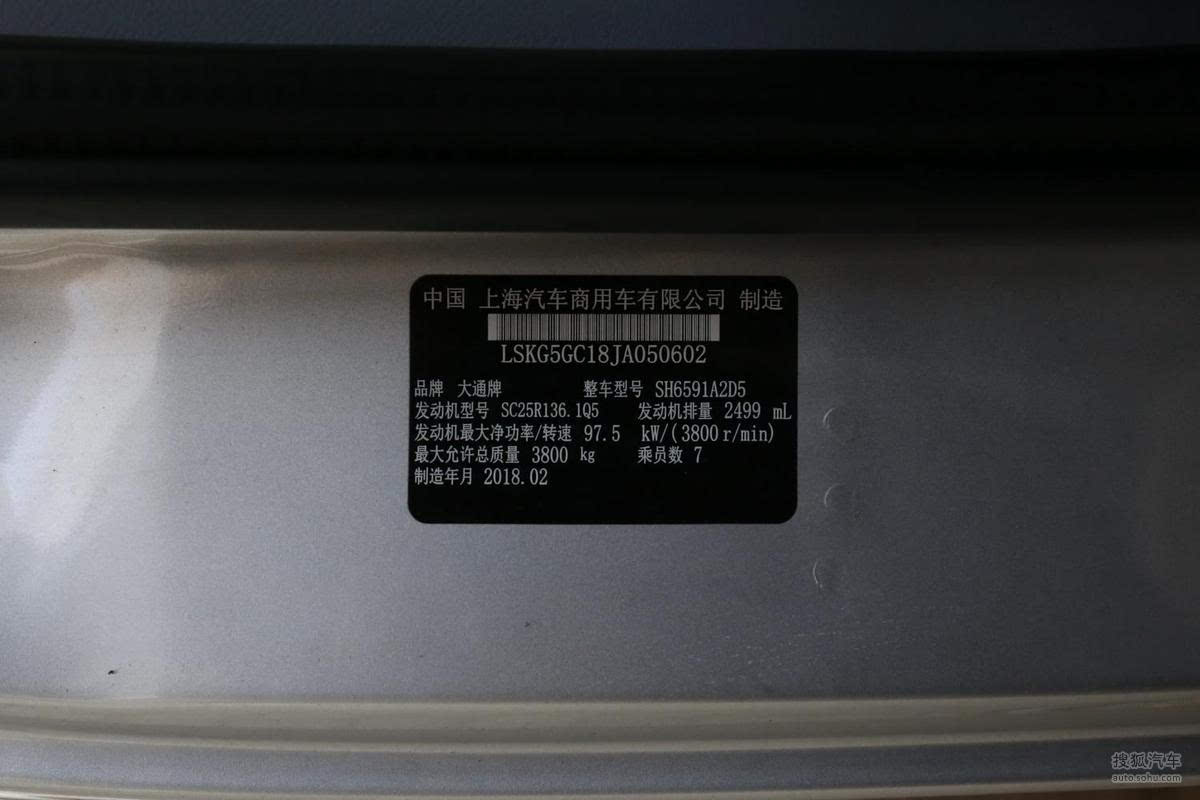 中国 上海汽车商用车有限公司 制造
LSKG5GC18JA050602
品牌 大通牌 整车型号 SH6591A2D5
发动机型号 SC25R136.1Q5 发动机排量 2499 mL
发动机最大净功率/转速 97.5 kW/(3800r/min)
最大允许总质量 3800 kg 乘员数 7
制造年月 2018.02
搜狐汽车
auto.sohu.com